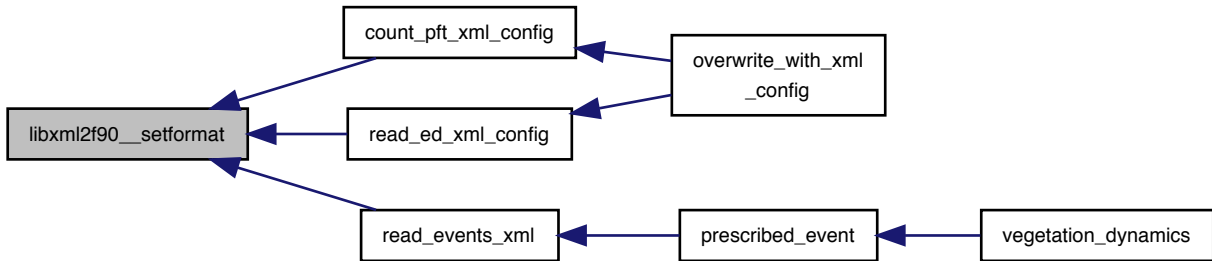 count_pft_xml_config
overwrite_with_xml
_config
libxml2f90__setformat
read_ed_xml_config
read_events_xml
prescribed_event
vegetation_dynamics